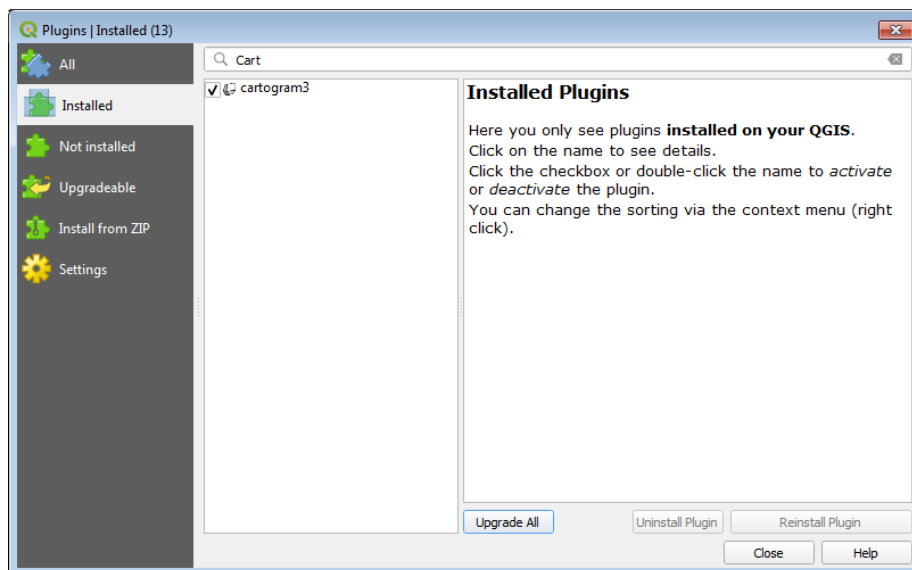 Plugins | Installed (13)
All
Installed
Not installed
Upgradeable
Install from ZIP
Settings
Cart
cartogram3
Installed Plugins
Here you only see plugins installed on your QGIS.
Click on the name to see details.
Click the checkbox or double-click the name to activate
or deactivate the plugin.
You can change the sorting via the context menu (right
click).
Upgrade All
Uninstall Plugin
Reinstall Plugin
Close
Help